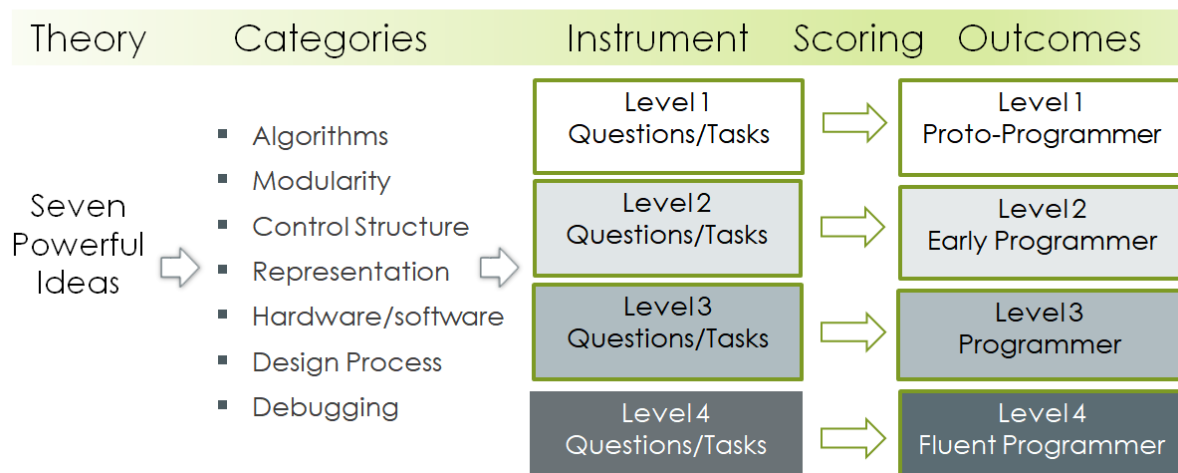 Theory Categories Instrument Scoring Outcomes
Seven
Powerful
Ideas
Algorithms
Modularity
Control Structure
Representation
Hardware/software
Design Process
Debugging
Level 1
Questions/Tasks
Level 2
Questions/Tasks
Level 3
Questions/Tasks
Level 4
Questions/Tasks
Level 1
Proto-Programmer
Level 2
Early Programmer
Level 3
Programmer
Level 4
Fluent Programmer